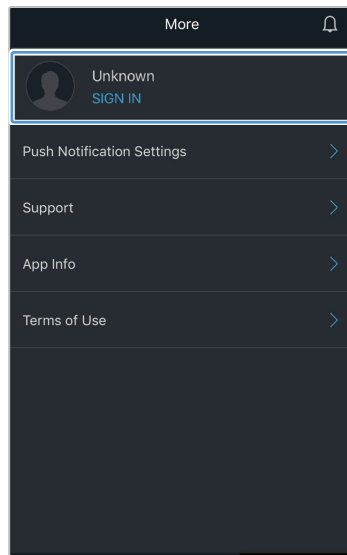 More
Unknown
SIGN IN
Push Notification Settings
Support
App Info
Terms of Use